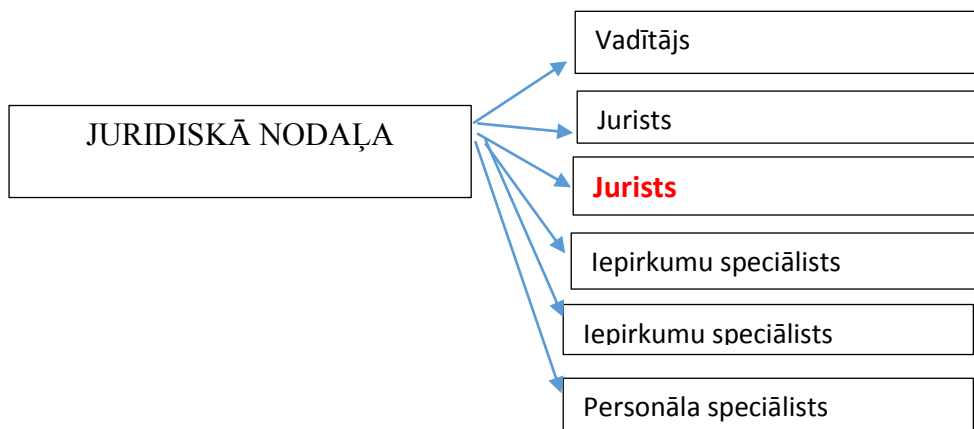 JURIDISKĀ NODAĻA
Vadītājs
Jurists
Jurists
Iepirkumu speciālists
Iepirkumu speciālists
Personāla speciālists